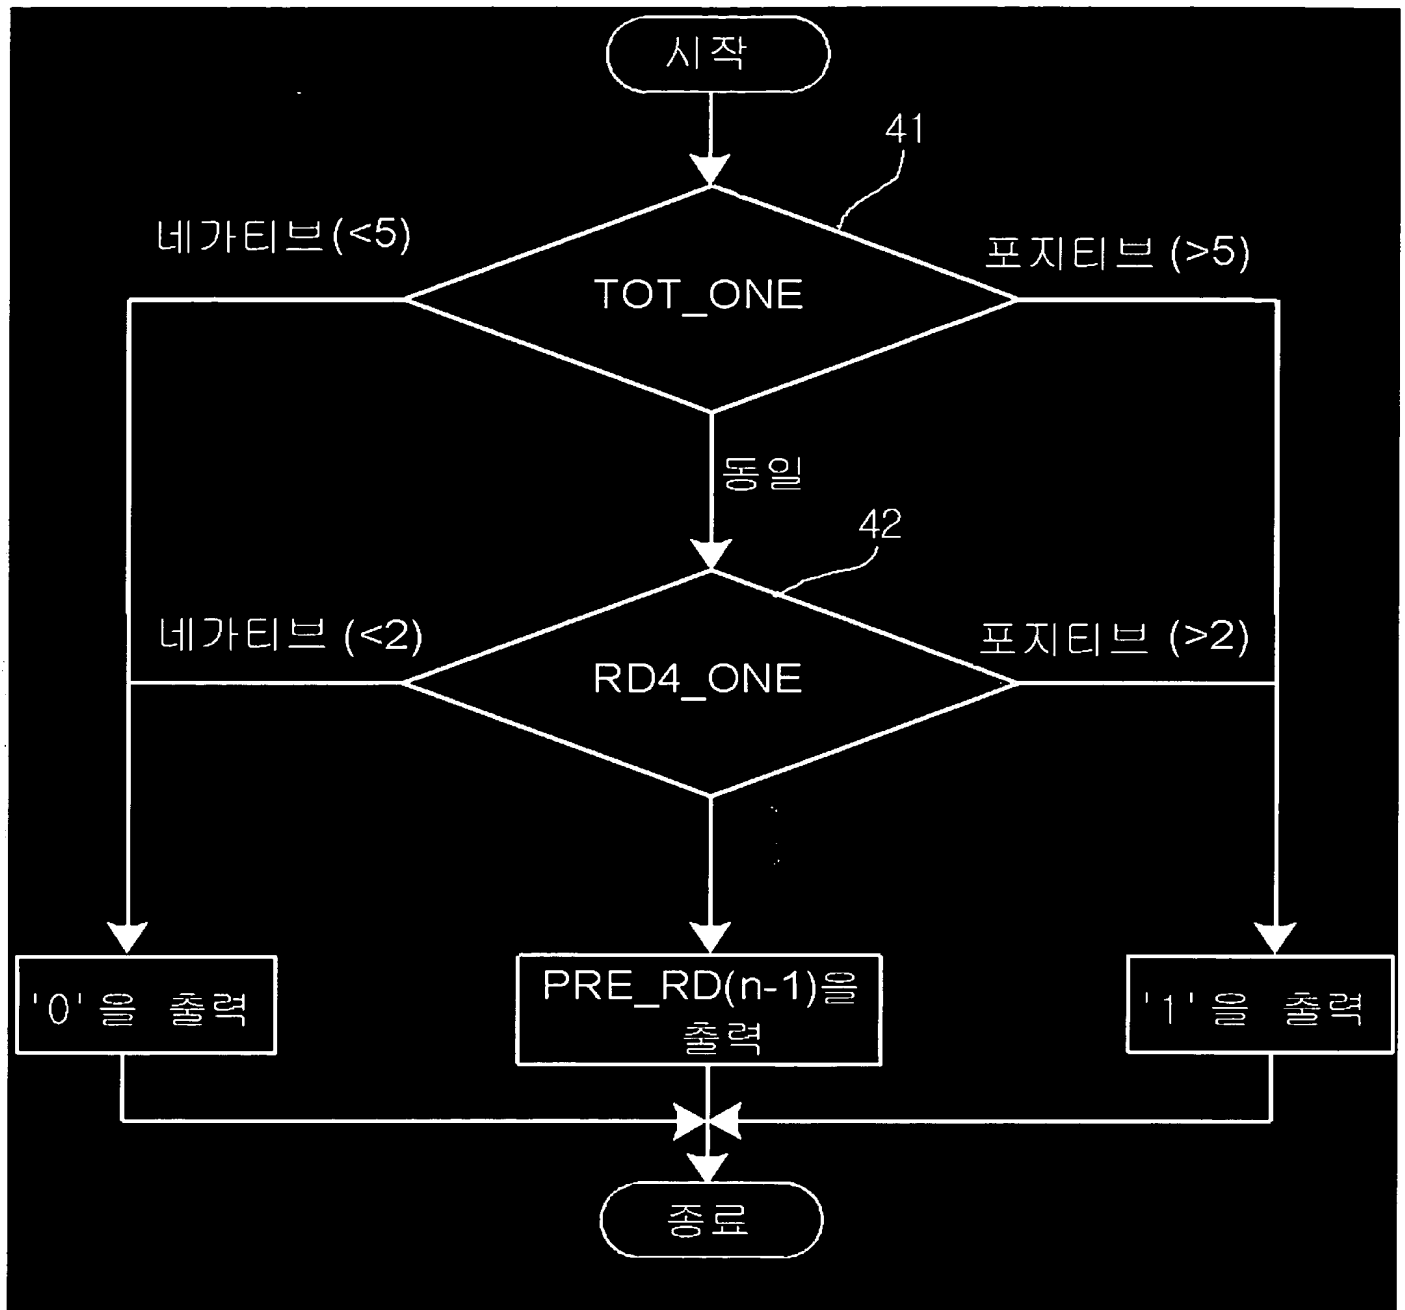 시작
41
네가티브(<5)
포지티브 (>5)
TOT_ONE
동일
42
네가티브 (<2)
포지티브 (>2)
RD4_ONE
'0'을 출력
PRE_RD(n-1)을
출력
'1'을 출력
종료